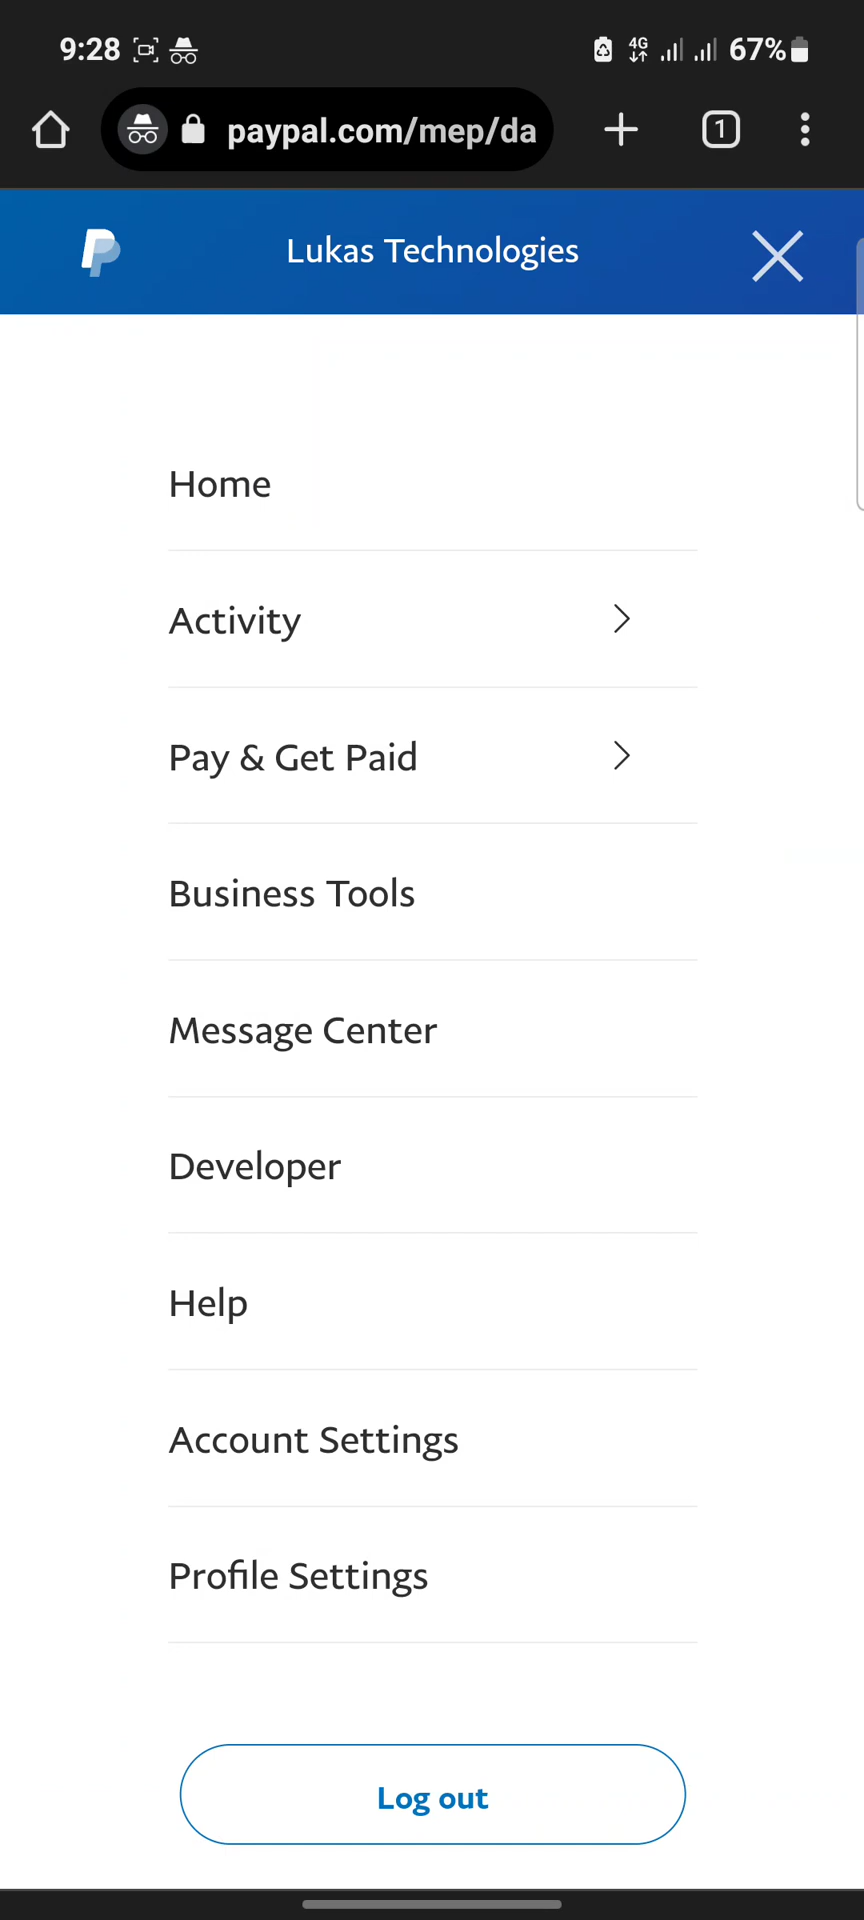 9:28 4G 67%
paypal.com/mep/da 1
Lukas Technologies
Home
Activity
Pay & Get Paid
Business Tools
Message Center
Developer
Help
Account Settings
Profile Settings
Log out